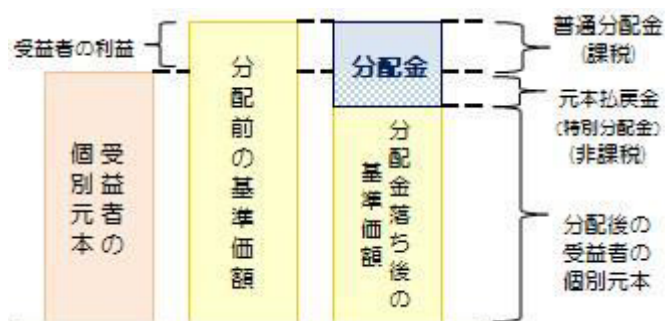 受益者の利益
受益者の
個別元本
分配前の基準価額
分配金
分配金落ち後の
基準価額
普通分配金
(課税)
元本払戻金
(特別分配金)
(非課税)
分配後の
受益者の
個別元本